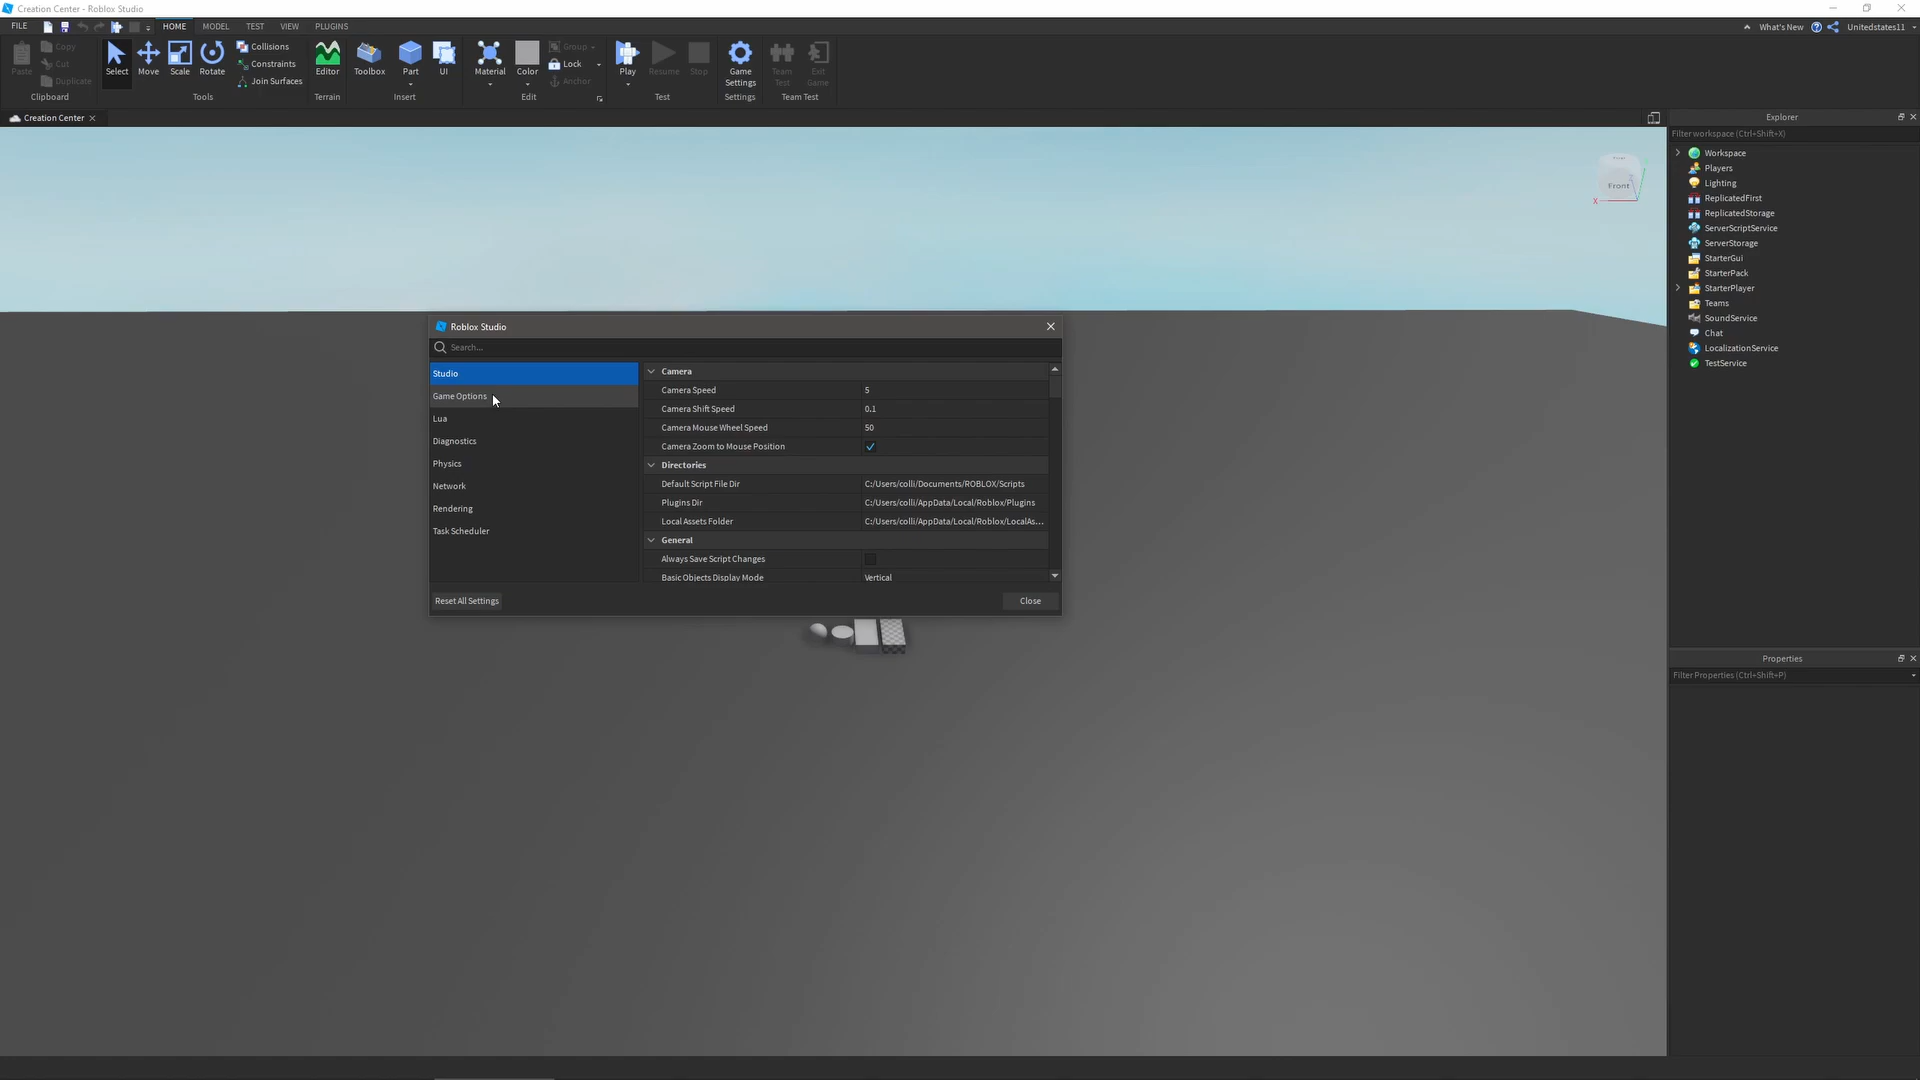 Creation Center - Roblox Studio
FILE
HOME
MODEL
TEST
VIEW
PLUGINS
What's New
Unitedstates11
Paste
Copy
Cut
Duplicate
Clipboard
Select
Move
Scale
Rotate
Collisions
Constraints
Join Surfaces
Tools
Editor
Terrain
Toolbox
Part
UI
Insert
Material
Color
Group
Lock
Anchor
Edit
Play
Resume
Stop
Test
Game
Settings
Settings
Team
Test
Exit
Game
Team Test
Creation Center
Front
X
Roblox Studio
Search...
Studio
Game Options
Lua
Diagnostics
Physics
Network
Rendering
Task Scheduler
Camera
Camera Speed 5
Camera Shift Speed 0.1
Camera Mouse Wheel Speed 50
Camera Zoom to Mouse Position
Directories
Default Script File Dir C:/Users/colli/Documents/ROBLOX/Scripts
Plugins Dir C:/Users/colli/AppData/Local/Roblox/Plugins
Local Assets Folder C:/Users/colli/AppData/Local/Roblox/LocalAs...
General
Always Save Script Changes
Basic Objects Display Mode Vertical
Reset All Settings
Close
Explorer
Filter workspace (Ctrl+Shift+X)
Workspace
Players
Lighting
ReplicatedFirst
ReplicatedStorage
ServerScriptService
ServerStorage
StarterGui
StarterPack
StarterPlayer
Teams
SoundService
Chat
LocalizationService
TestService
Properties
Filter Properties (Ctrl+Shift+P)